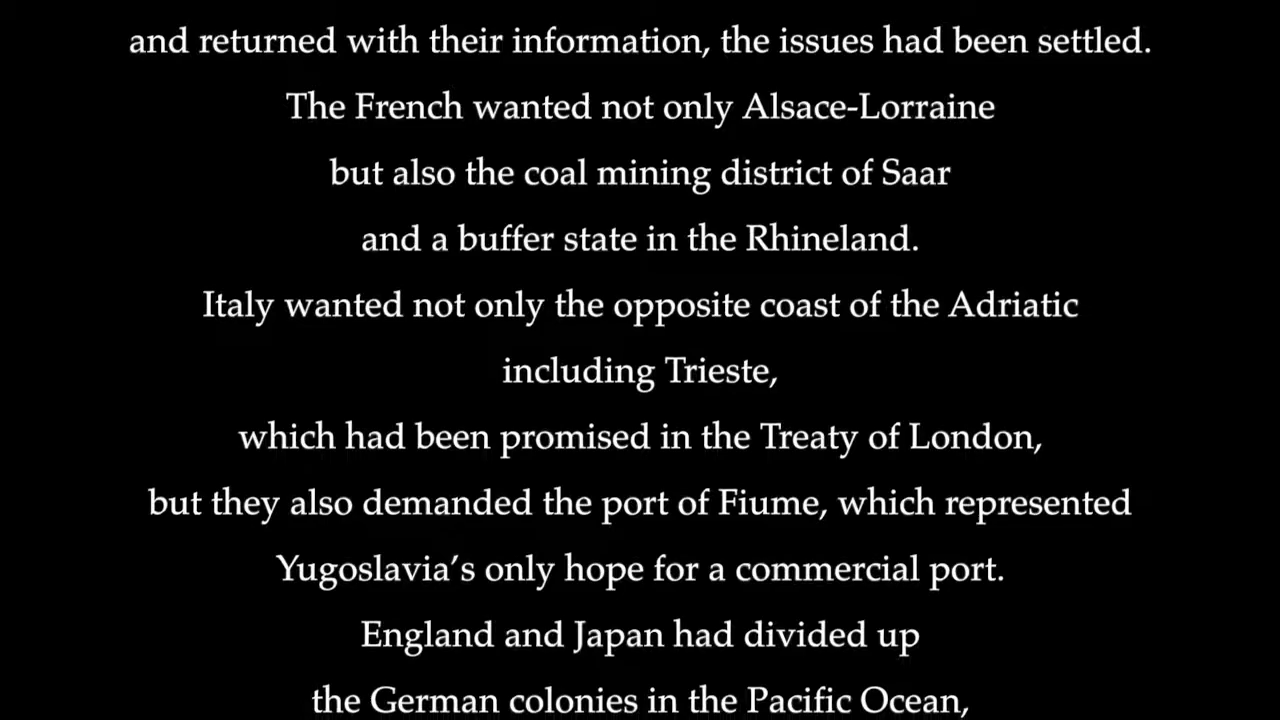 and returned with their information, the issues had been settled.
The French wanted not only Alsace-Lorraine
but also the coal mining district of Saar
and a buffer state in the Rhineland.
Italy wanted not only the opposite coast of the Adriatic
including Trieste,
which had been promised in the Treaty of London,
but they also demanded the port of Fiume, which represented
Yugoslavia’s only hope for a commercial port.
England and Japan had divided up
the German colonies in the Pacific Ocean,